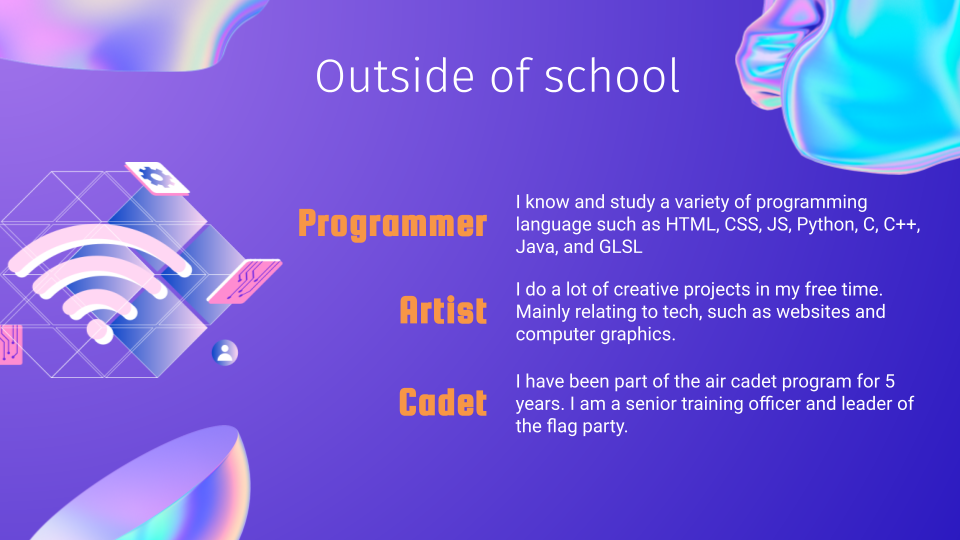 Outside of school
Programmer
I know and study a variety of programming
language such as HTML, CSS, JS, Python, C, C++,
Java, and GLSL
Artist
I do a lot of creative projects in my free time.
Mainly relating to tech, such as websites and
computer graphics.
Cadet
I have been part of the air cadet program for 5
years. I am a senior training officer and leader of
the flag party.